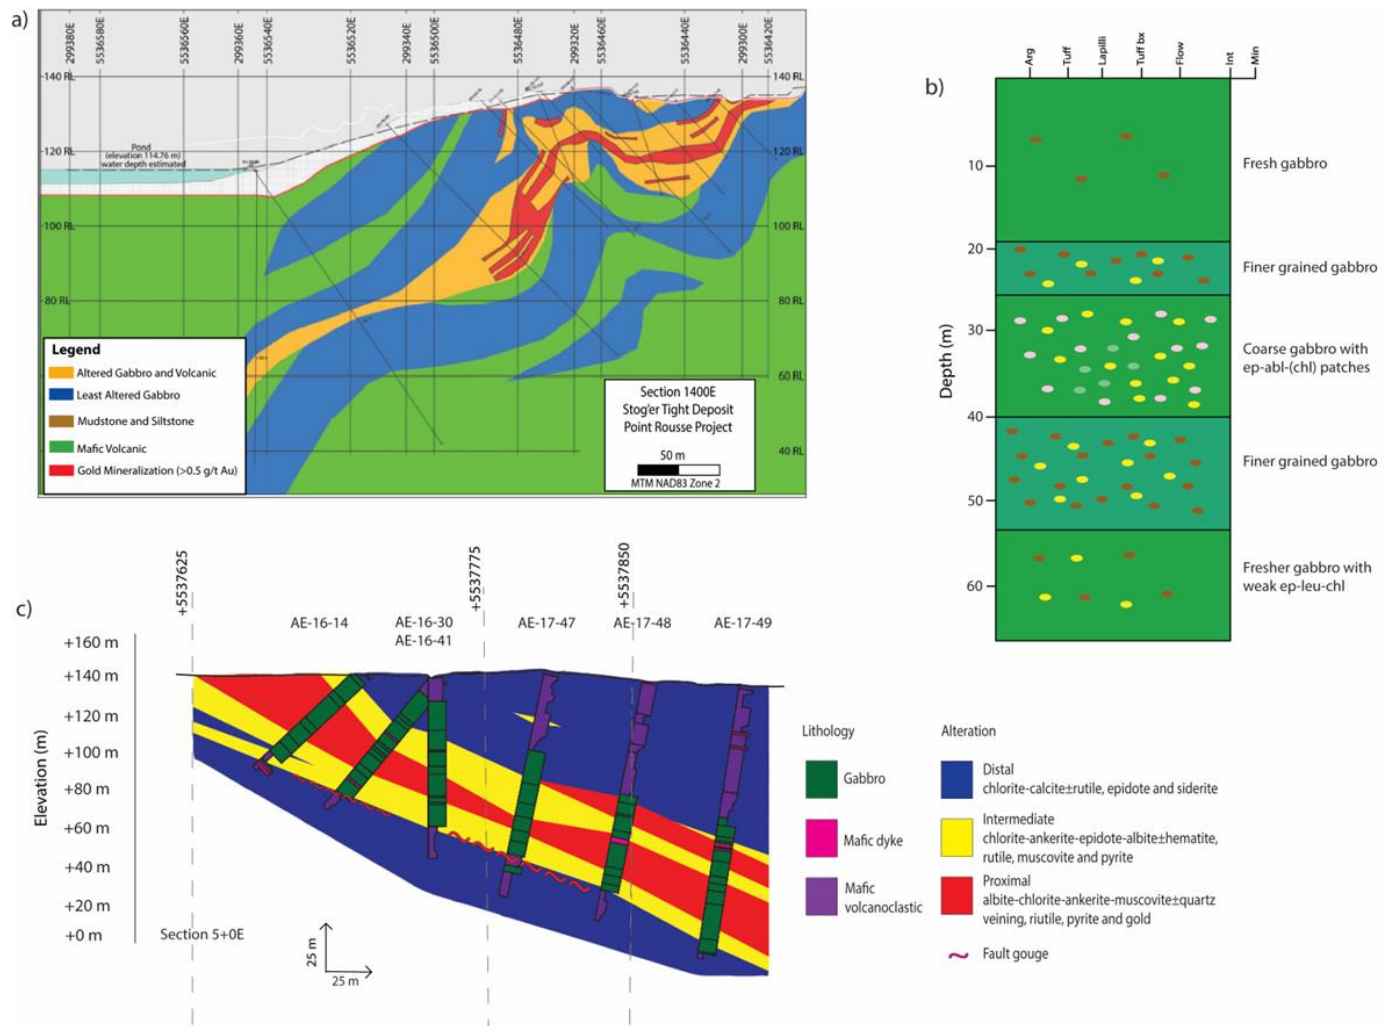 a)
299380E
5536580E
5536560E
299360E
5536540E
5536520E
299340E
5536500E
5536480E
299320E
5536460E
5536440E
299300E
5536420E
140 RL
140 RL
Pond
(elevation 114.76 m)
water depth estimated
120 RL
120 RL
100 RL
100 RL
80 RL
80 RL
60 RL
40 RL
Legend
Altered Gabbro and Volcanic
Least Altered Gabbro
Mudstone and Siltstone
Mafic Volcanic
Gold Mineralization (>0.5 g/t Au)
Section 1400E
Stog'er Tight Deposit
Point Rousse Project
50 m
MTM NAD83 Zone 2
b)
Arg
Tuff
Lapilli
Tuff bx
Flow
Int
Min
Depth (m)
10
20
30
40
50
60
Fresh gabbro
Finer grained gabbro
Coarse gabbro with
ep-abl-(chl) patches
Finer grained gabbro
Fresher gabbro with
weak ep-leu-chl
c)
+5537625
+5537775
+5537850
AE-16-14
AE-16-30
AE-16-41
AE-17-47
AE-17-48
AE-17-49
Elevation (m)
+160 m
+140 m
+120 m
+100 m
+80 m
+60 m
+40 m
+20 m
+0 m
Section 5+0E
25 m
25 m
Lithology
Gabbro
Mafic dyke
Mafic
volcanoclastic
Alteration
Distal
chlorite-calcite±rutile, epidote and siderite
Intermediate
chlorite-ankerite-epidote-albite±hematite,
rutile, muscovite and pyrite
Proximal
albite-chlorite-ankerite-muscovite±quartz
veining, riutile, pyrite and gold
Fault gouge